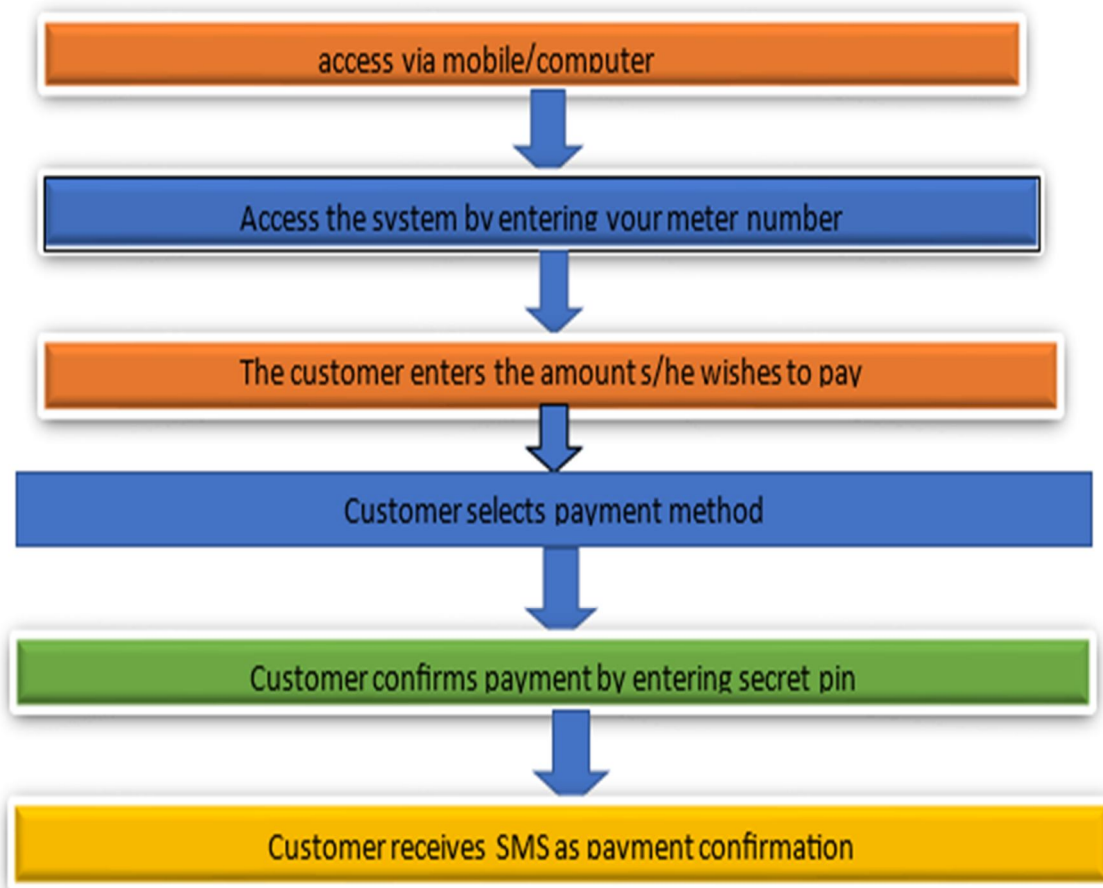 access via mobile/computer
Access the system by entering your meter number
The customer enters the amount s/he wishes to pay
Customer selects payment method
Customer confirms payment by entering secret pin
Customer receives SMS as payment confirmation